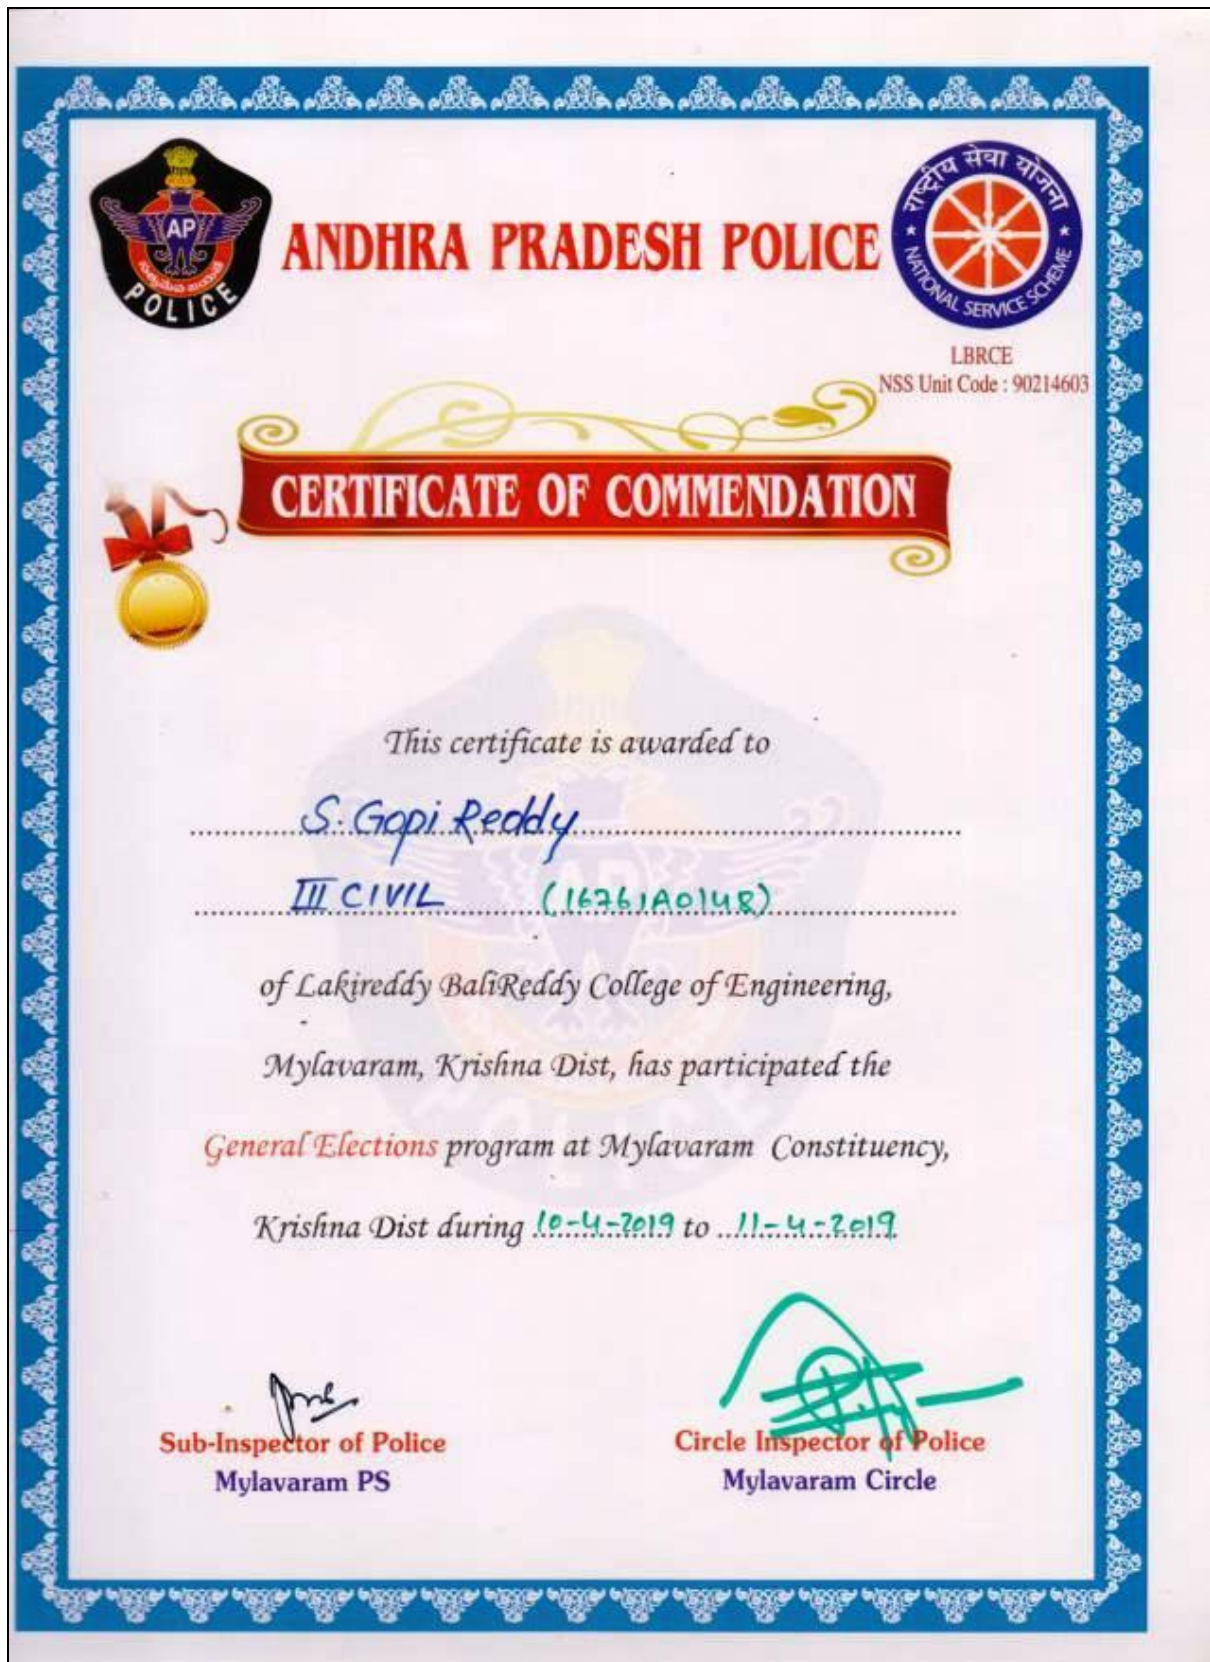 ANDHRA PRADESH POLICE
AP
POLICE
राष्ट्रीय सेवा योजना
NATIONAL SERVICE SCHEME
LBRCE
NSS Unit Code : 90214603
CERTIFICATE OF COMMENDATION
This certificate is awarded to
S. Gopi Reddy
III CIVIL (16761A0148)
of Lakireddy BaliReddy College of Engineering,
Mylavaram, Krishna Dist, has participated the
General Elections program at Mylavaram Constituency,
Krishna Dist during 10-4-2019 to 11-4-2019
Sub-Inspector of Police
Mylavaram PS
Circle Inspector of Police
Mylavaram Circle